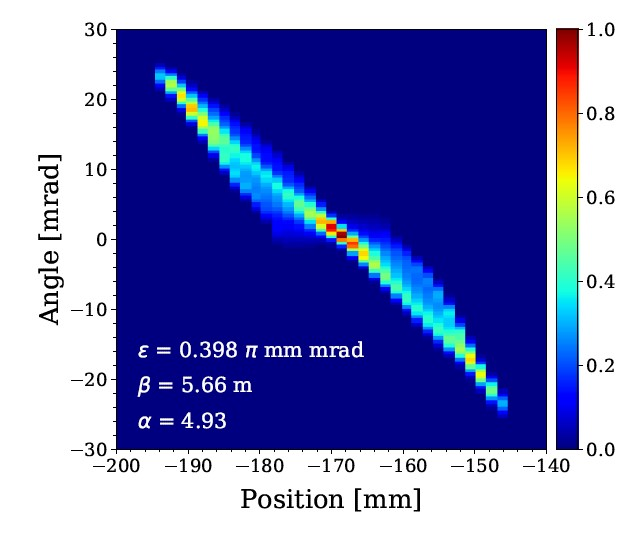 30
20
10
0
−10
−20
−30
Angle [mrad]
ε = 0.398 π mm mrad
β = 5.66 m
α = 4.93
−200 −190 −180 −170 −160 −150 −140
Position [mm]
1.0
0.8
0.6
0.4
0.2
0.0